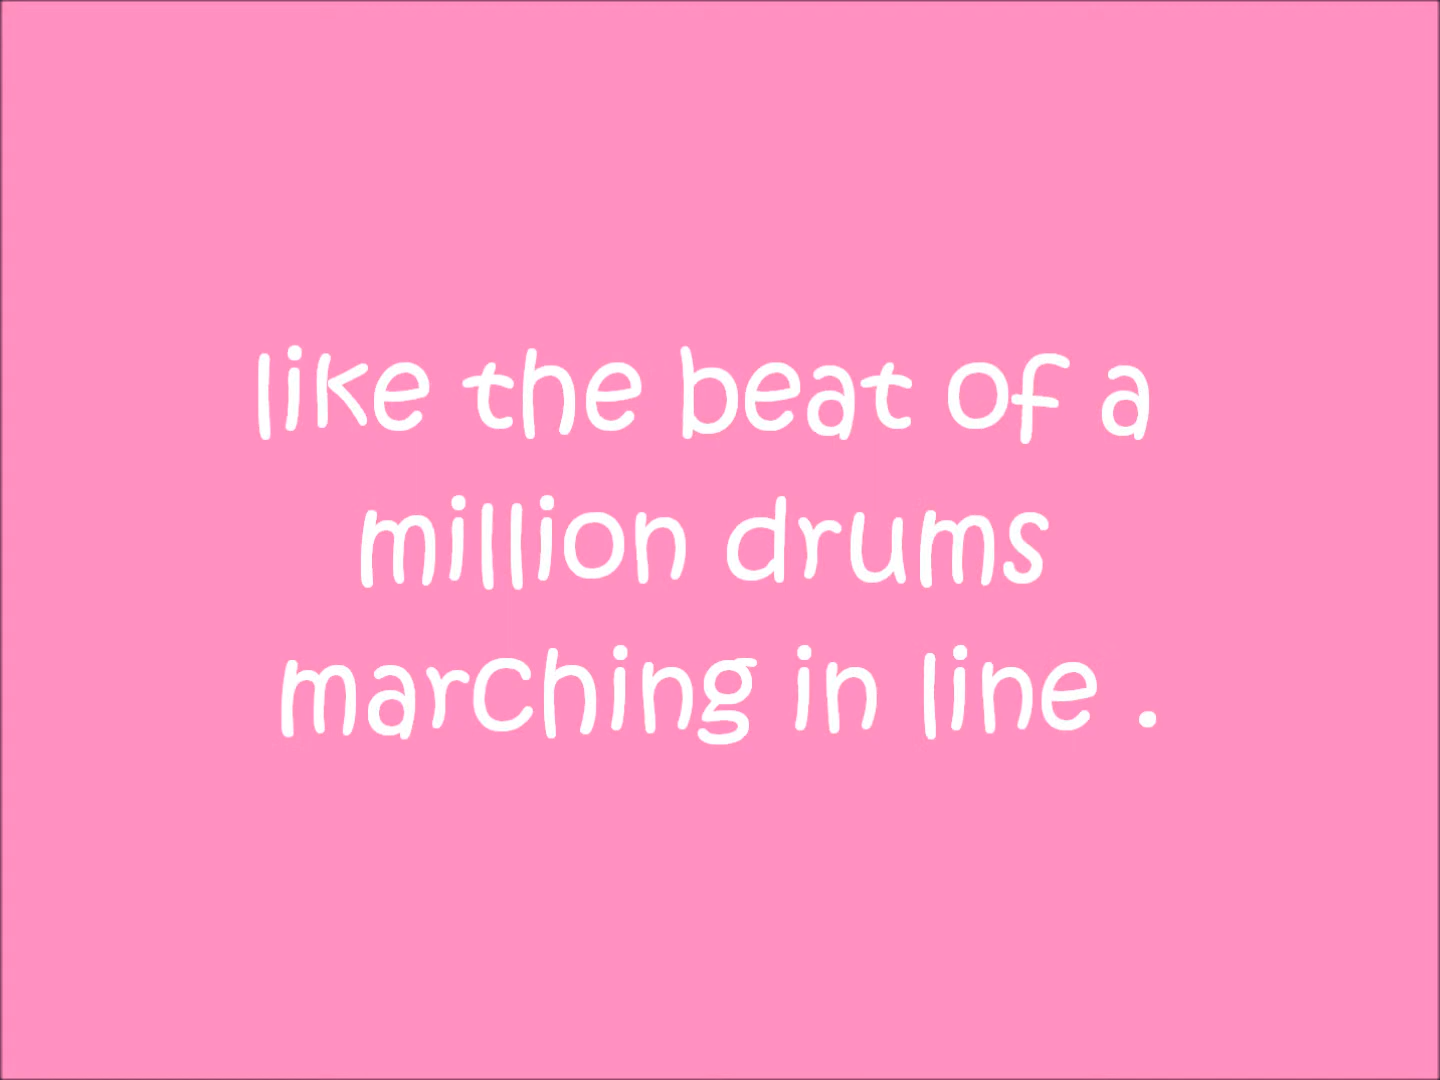 like the beat of a
million drums
marching in line .